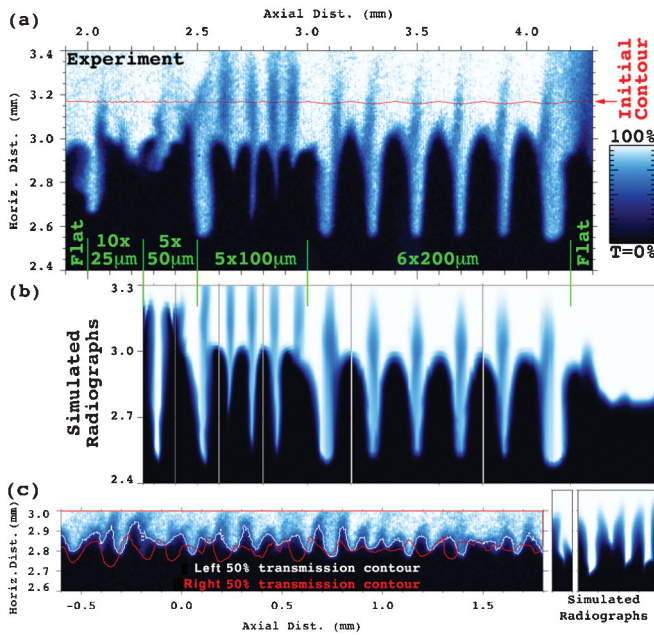 Axial Dist. (mm)
(a)
2.0 2.5 3.0 3.5 4.0
3.4
3.2
3.0
2.8
2.6
2.4
Horiz. Dist. (mm)
Experiment
Initial
Contour
100%
T=0%
Flat
10x
25µm
5x
50µm
5x100µm
6x200µm
Flat
(b)
3.3
3.0
2.7
2.4
Simulated
Radiographs
(c)
3.0
2.9
2.8
2.7
2.6
Horiz.Dist.(mm)
Left 50% transmission contour
Right 50% transmission contour
-0.5 0.0 0.5 1.0 1.5
Axial Dist. (mm)
Simulated
Radiographs